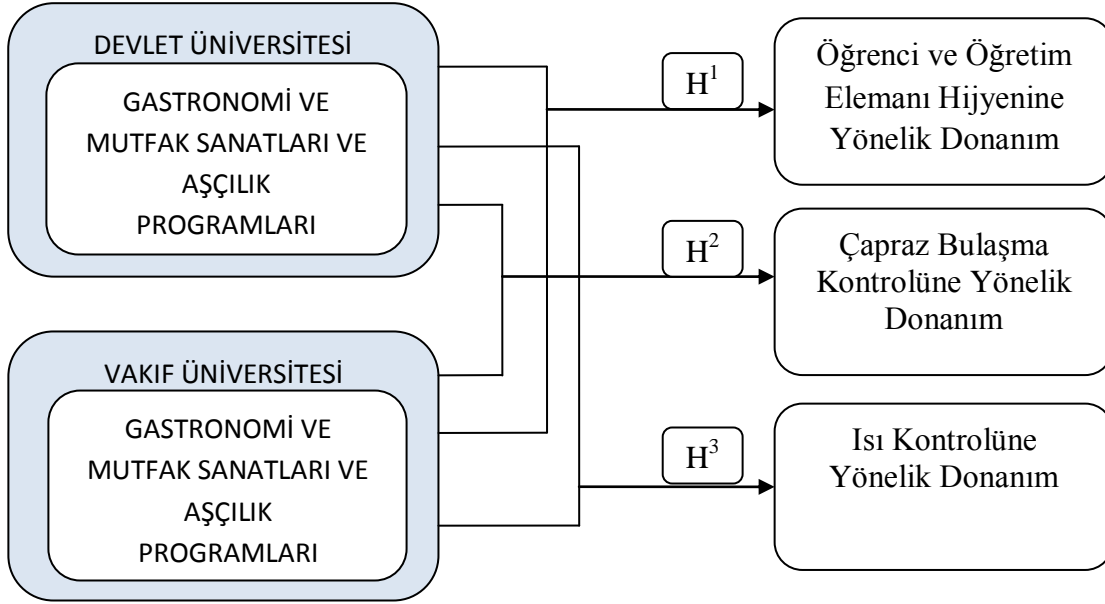 DEVLET ÜNİVERSİTESİ
GASTRONOMİ VE
MUTFAK SANATLARI VE
AŞÇILIK
PROGRAMLARI
VAKIF ÜNİVERSİTESİ
GASTRONOMİ VE
MUTFAK SANATLARI VE
AŞÇILIK
PROGRAMLARI
H¹
Öğrenci ve Öğretim
Elemanı Hijyenine
Yönelik Donanım
H²
Çapraz Bulaşma
Kontrolüne Yönelik
Donanım
H³
Isı Kontrolüne
Yönelik Donanım